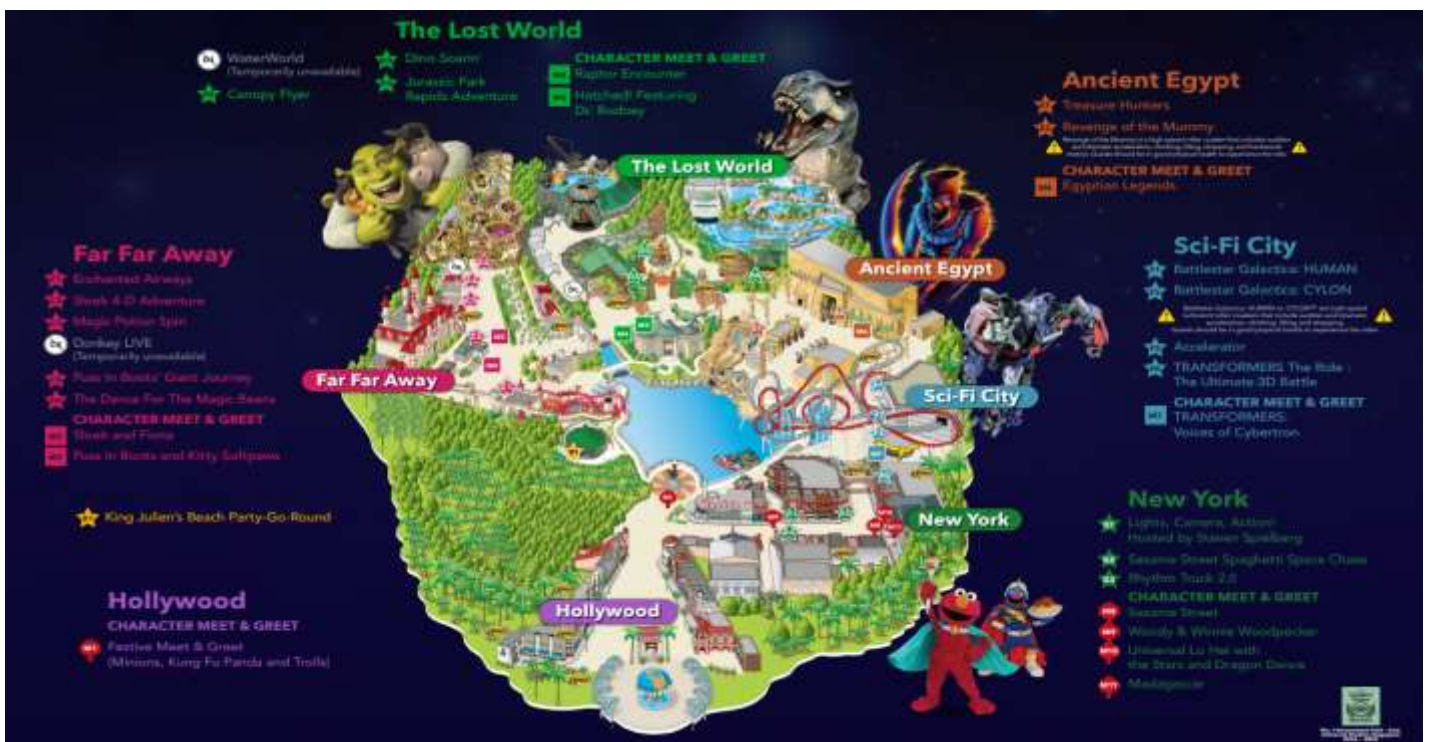 The Lost World
WaterWorld
(Temporarily unavailable)
Canopy Flyer
Dino-Soarin'
Jurassic Park
Rapids Adventure
CHARACTER MEET & GREET
Raptor Encounter
Hatched! Featuring
Dr. Rodney
Ancient Egypt
Treasure Hunters
Revenge of the Mummy
CHARACTER MEET & GREET
Egyptian Legends
The Lost World
Ancient Egypt
Far Far Away
Enchanted Airways
Shrek 4-D Adventure
Magic Potion Spin
Donkey LIVE
(Temporarily unavailable)
Puss In Boots' Giant Journey
The Dance For The Magic Beans
CHARACTER MEET & GREET
Shrek and Fiona
Puss in Boots and Kitty Softpaws
Sci-Fi City
Battlestar Galactica: HUMAN
Battlestar Galactica: CYLON
Accelerator
TRANSFORMERS The Ride :
The Ultimate 3D Battle
CHARACTER MEET & GREET
TRANSFORMERS:
Voices of Cybertron
Far Far Away
Sci-Fi City
King Julien's Beach Party-Go-Round
New York
New York
Lights, Camera, Action!
Hosted by Steven Spielberg
Sesame Street Spaghetti Space Chase
Rhythm Truck 2.0
CHARACTER MEET & GREET
Sesame Street
Woody & Winnie Woodpecker
Universal Lo Hei with
the Stars and Dragon Dance
Madagascar
Hollywood
CHARACTER MEET & GREET
Festive Meet & Greet
(Minions, Kung Fu Panda and Trolls)
Hollywood